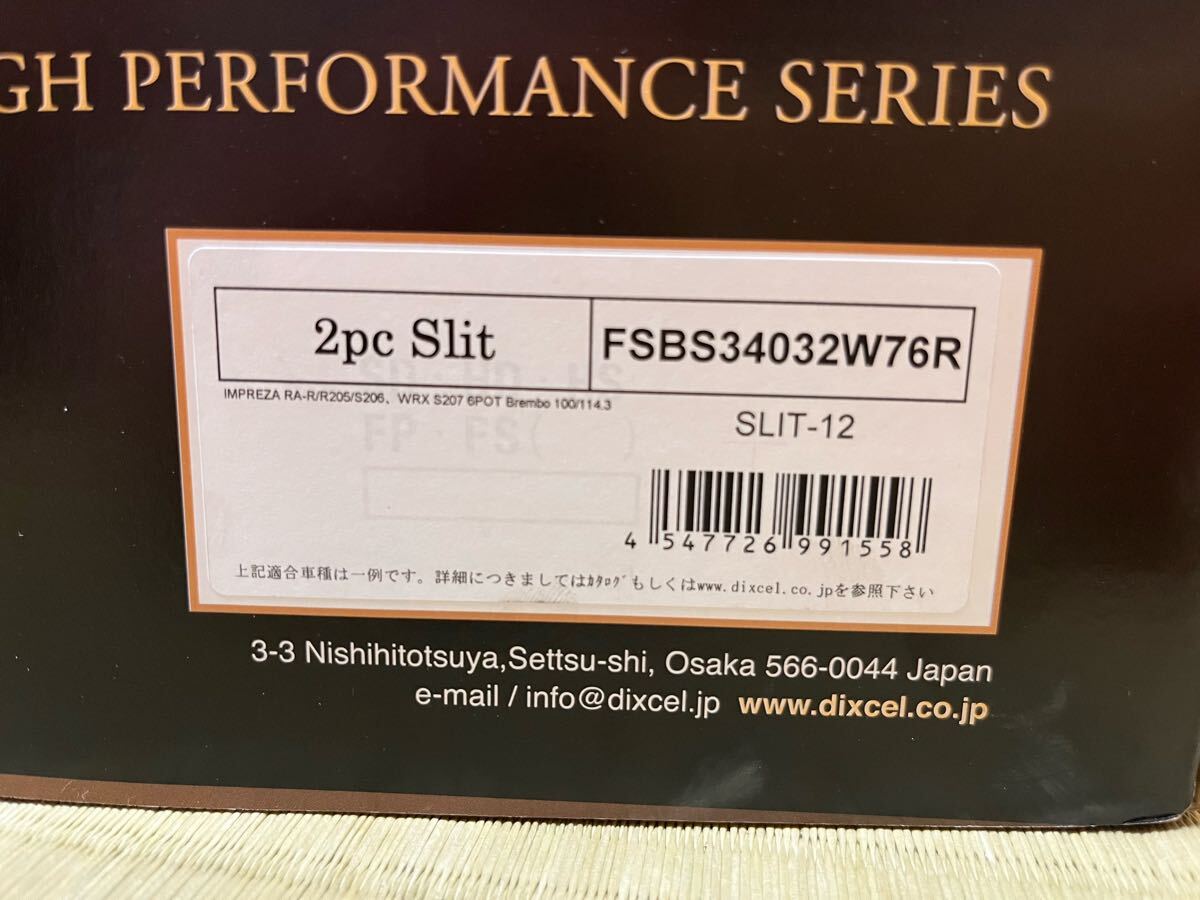 GH PERFORMANCE SERIES
2pc Slit
FSBS34032W76R
IMPREZA RA-R/R205/S206、WRX S207 6POT Brembo 100/114.3
SLIT-12
FP・FS( )
4 547726 991558
上記適合車種は一例です。詳細につきましてはｶﾀﾛｸﾞもしくはwww.dixcel.co.jpを参照下さい
3-3 Nishihitotsuya,Settsu-shi, Osaka 566-0044 Japan
e-mail / info@dixcel.jp www.dixcel.co.jp